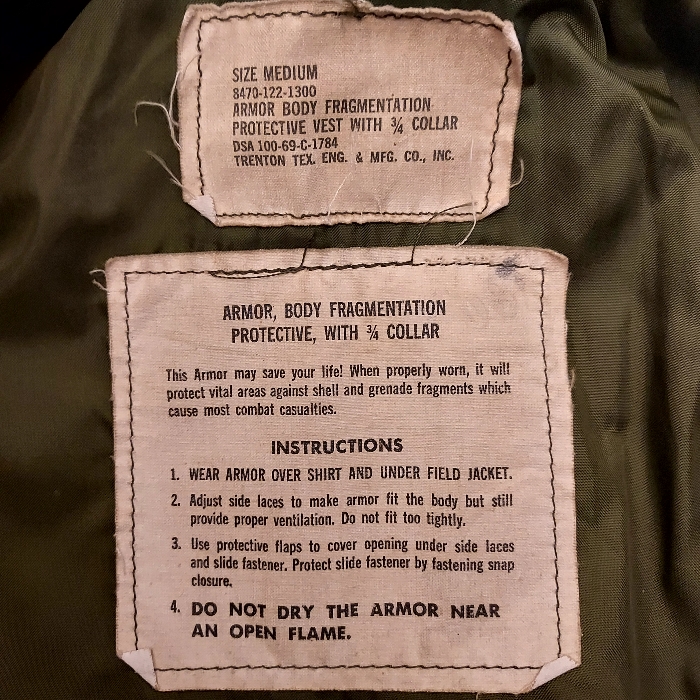 SIZE MEDIUM
8470-122-1300
ARMOR BODY FRAGMENTATION
PROTECTIVE VEST WITH ¾ COLLAR
DSA 100-69-C-1784
TRENTON TEX. ENG. & MFG. CO., INC.
ARMOR, BODY FRAGMENTATION
PROTECTIVE, WITH ¾ COLLAR
This Armor may save your life! When properly worn, it will
protect vital areas against shell and grenade fragments which
cause most combat casualties.
INSTRUCTIONS
1. WEAR ARMOR OVER SHIRT AND UNDER FIELD JACKET.
2. Adjust side laces to make armor fit the body but still
provide proper ventilation. Do not fit too tightly.
3. Use protective flaps to cover opening under side laces
and slide fastener. Protect slide fastener by fastening snap
closure.
4. DO NOT DRY THE ARMOR NEAR
AN OPEN FLAME.